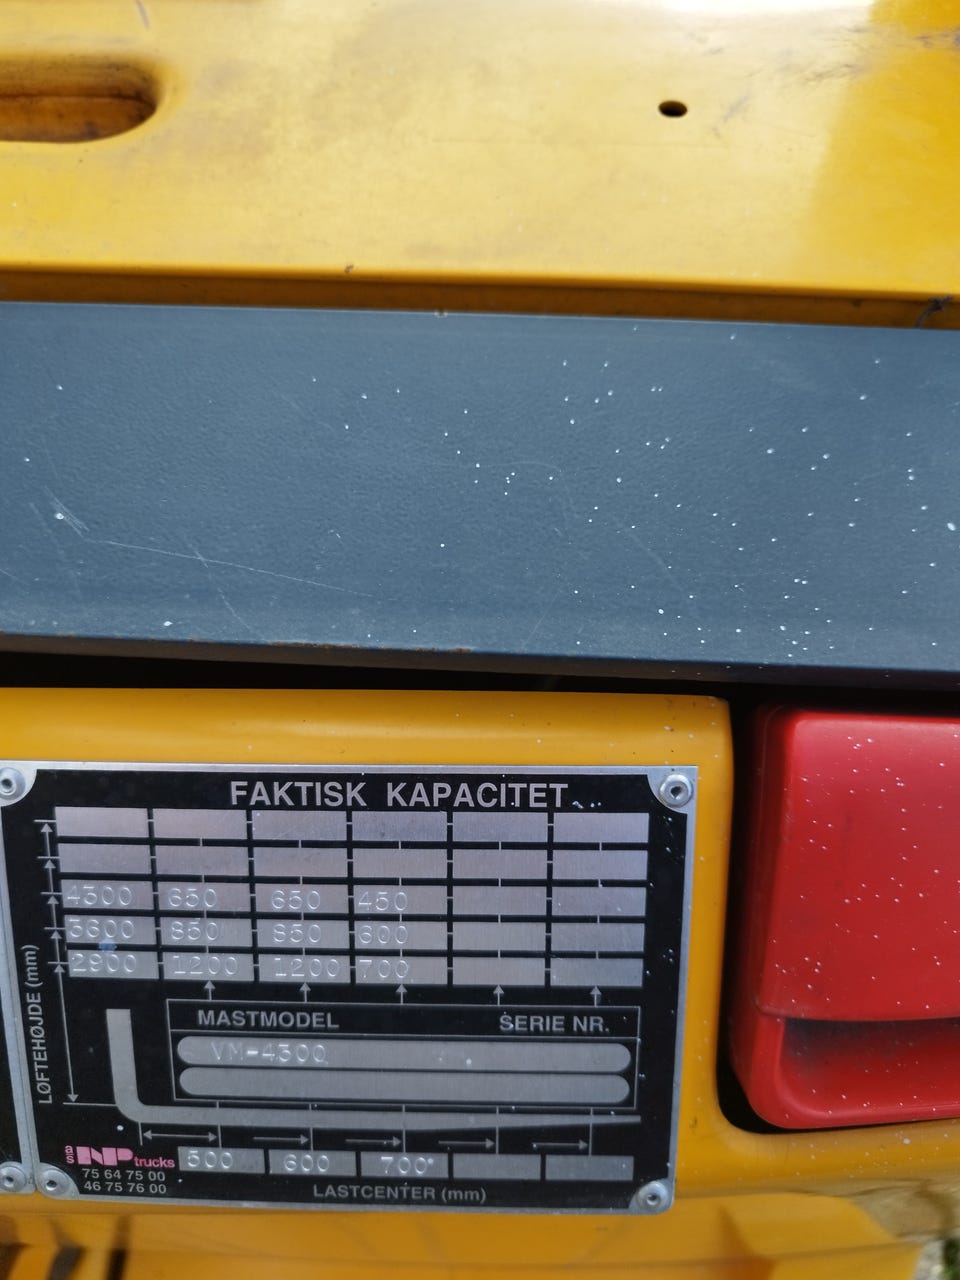 FAKTISK KAPACITET
4300 650 650 450
3600 850 850 600
2900 1200 1200 700
LØFTEHØJDE (mm)
MASTMODEL SERIE NR.
VM-4300
500 600 700
a/s NP trucks
75 64 75 00
46 75 76 00
LASTCENTER (mm)